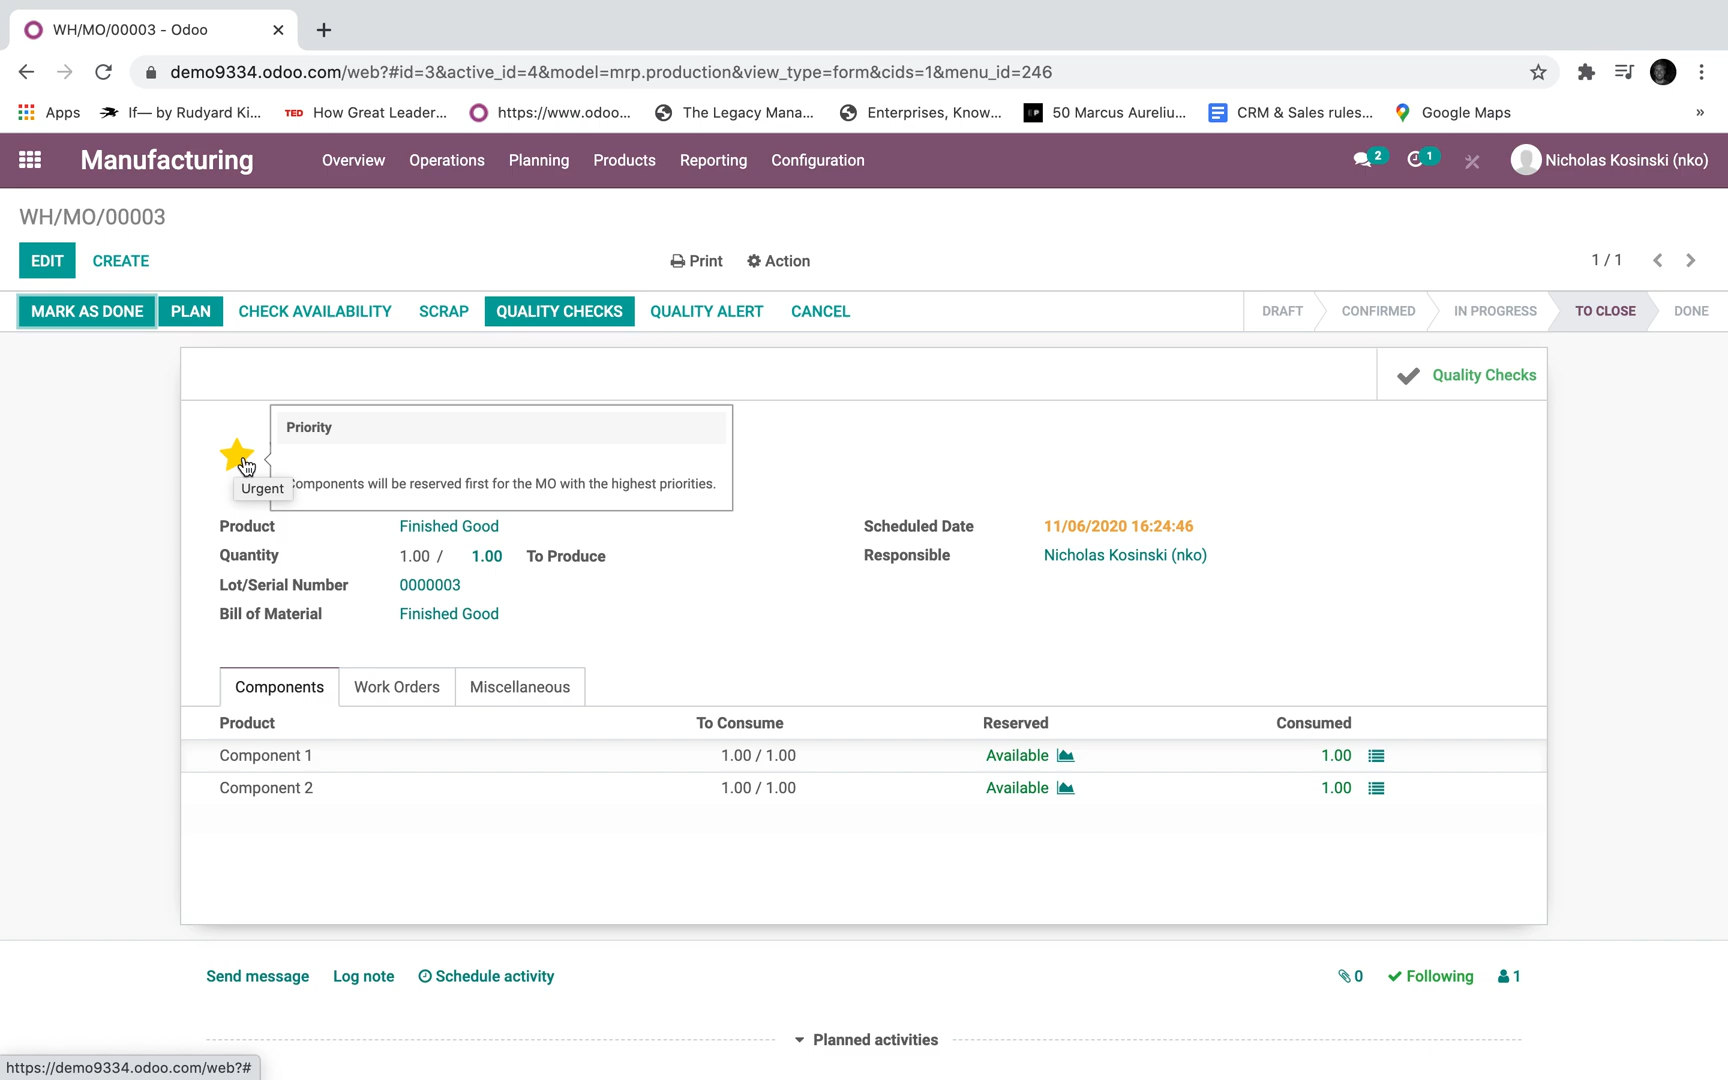 WH/MO/00003 - Odoo
demo9334.odoo.com/web?#id=3&active_id=4&model=mrp.production&view_type=form&cids=1&menu_id=246
Apps If— by Rudyard Ki... TED How Great Leader... https://www.odoo... The Legacy Mana... Enterprises, Know... 50 Marcus Aureliu... CRM & Sales rules... Google Maps »
Manufacturing Overview Operations Planning Products Reporting Configuration 2 1 Nicholas Kosinski (nko)
WH/MO/00003
EDIT CREATE Print Action 1 / 1
MARK AS DONE PLAN CHECK AVAILABILITY SCRAP QUALITY CHECKS QUALITY ALERT CANCEL DRAFT CONFIRMED IN PROGRESS TO CLOSE DONE
Quality Checks
Priority
Components will be reserved first for the MO with the highest priorities.
Urgent
Product Finished Good Scheduled Date 11/06/2020 16:24:46
Quantity 1.00 / 1.00 To Produce Responsible Nicholas Kosinski (nko)
Lot/Serial Number 0000003
Bill of Material Finished Good
Components Work Orders Miscellaneous
Product To Consume Reserved Consumed
Component 1 1.00 / 1.00 Available 1.00
Component 2 1.00 / 1.00 Available 1.00
Send message Log note Schedule activity 0 Following 1
Planned activities
https://demo9334.odoo.com/web?#